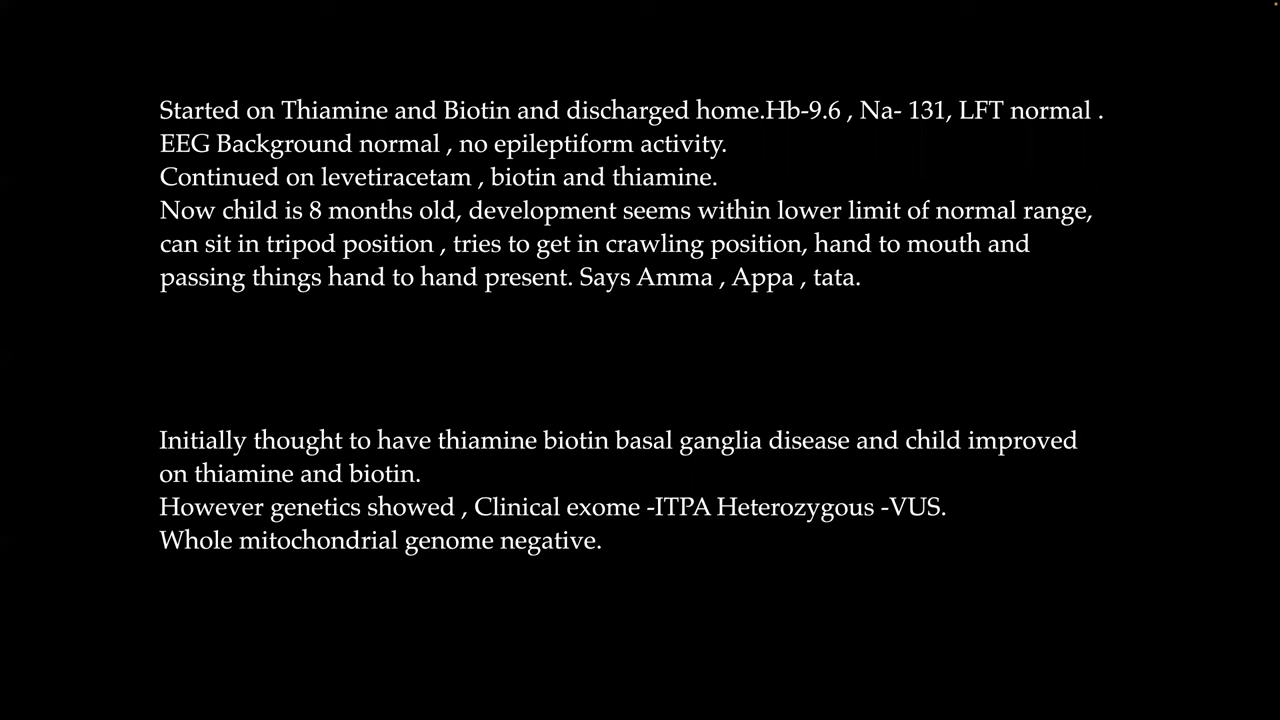 Started on Thiamine and Biotin and discharged home.Hb-9.6 , Na- 131, LFT normal .
EEG Background normal , no epileptiform activity.
Continued on levetiracetam , biotin and thiamine.
Now child is 8 months old, development seems within lower limit of normal range,
can sit in tripod position , tries to get in crawling position, hand to mouth and
passing things hand to hand present. Says Amma , Appa , tata.
Initially thought to have thiamine biotin basal ganglia disease and child improved
on thiamine and biotin.
However genetics showed , Clinical exome -ITPA Heterozygous -VUS.
Whole mitochondrial genome negative.